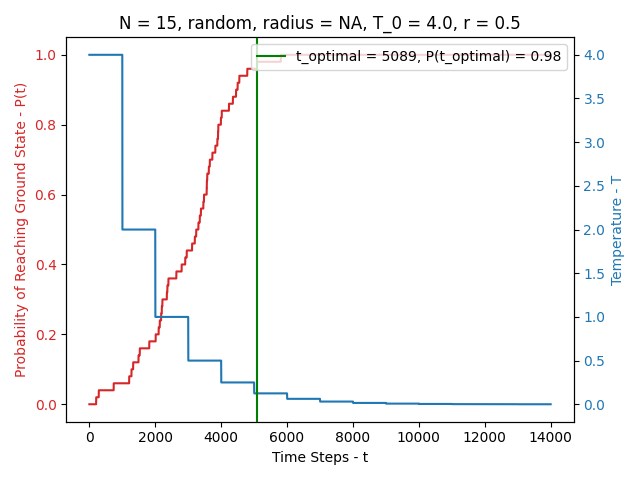 N = 15, random, radius = NA, T_0 = 4.0, r = 0.5
t_optimal = 5089, P(t_optimal) = 0.98
Probability of Reaching Ground State - P(t)
1.0
0.8
0.6
0.4
0.2
0.0
4.0
3.5
3.0
2.5
2.0
1.5
1.0
0.5
0.0
Temperature - T
0 2000 4000 6000 8000 10000 12000 14000
Time Steps - t